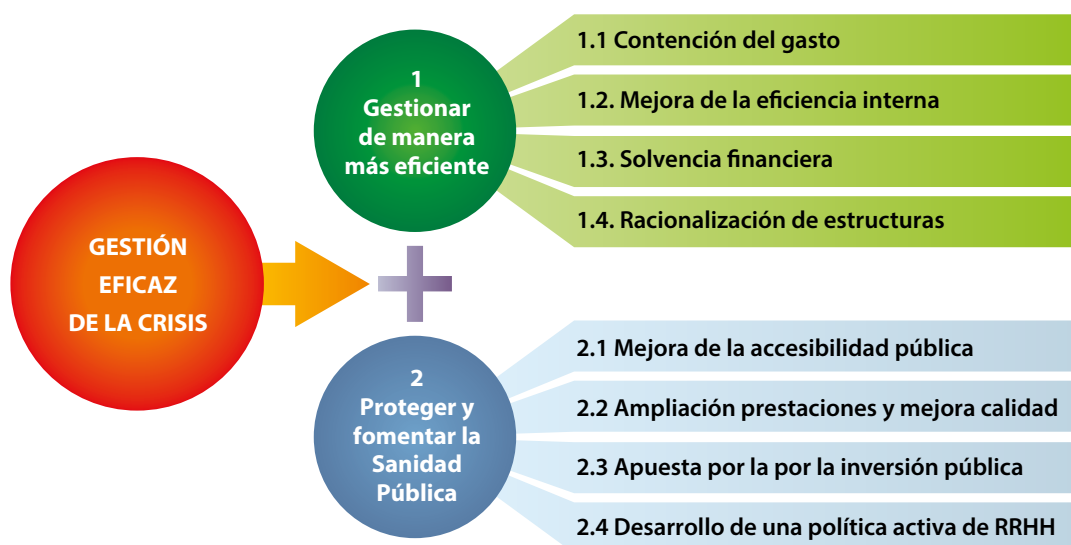 GESTIÓN
EFICAZ
DE LA CRISIS
1
Gestionar
de manera
más eficiente
1.1 Contención del gasto
1.2. Mejora de la eficiencia interna
1.3. Solvencia financiera
1.4. Racionalización de estructuras
2
Proteger y
fomentar la
Sanidad
Pública
2.1 Mejora de la accesibilidad pública
2.2 Ampliación prestaciones y mejora calidad
2.3 Apuesta por la por la inversión pública
2.4 Desarrollo de una política activa de RRHH